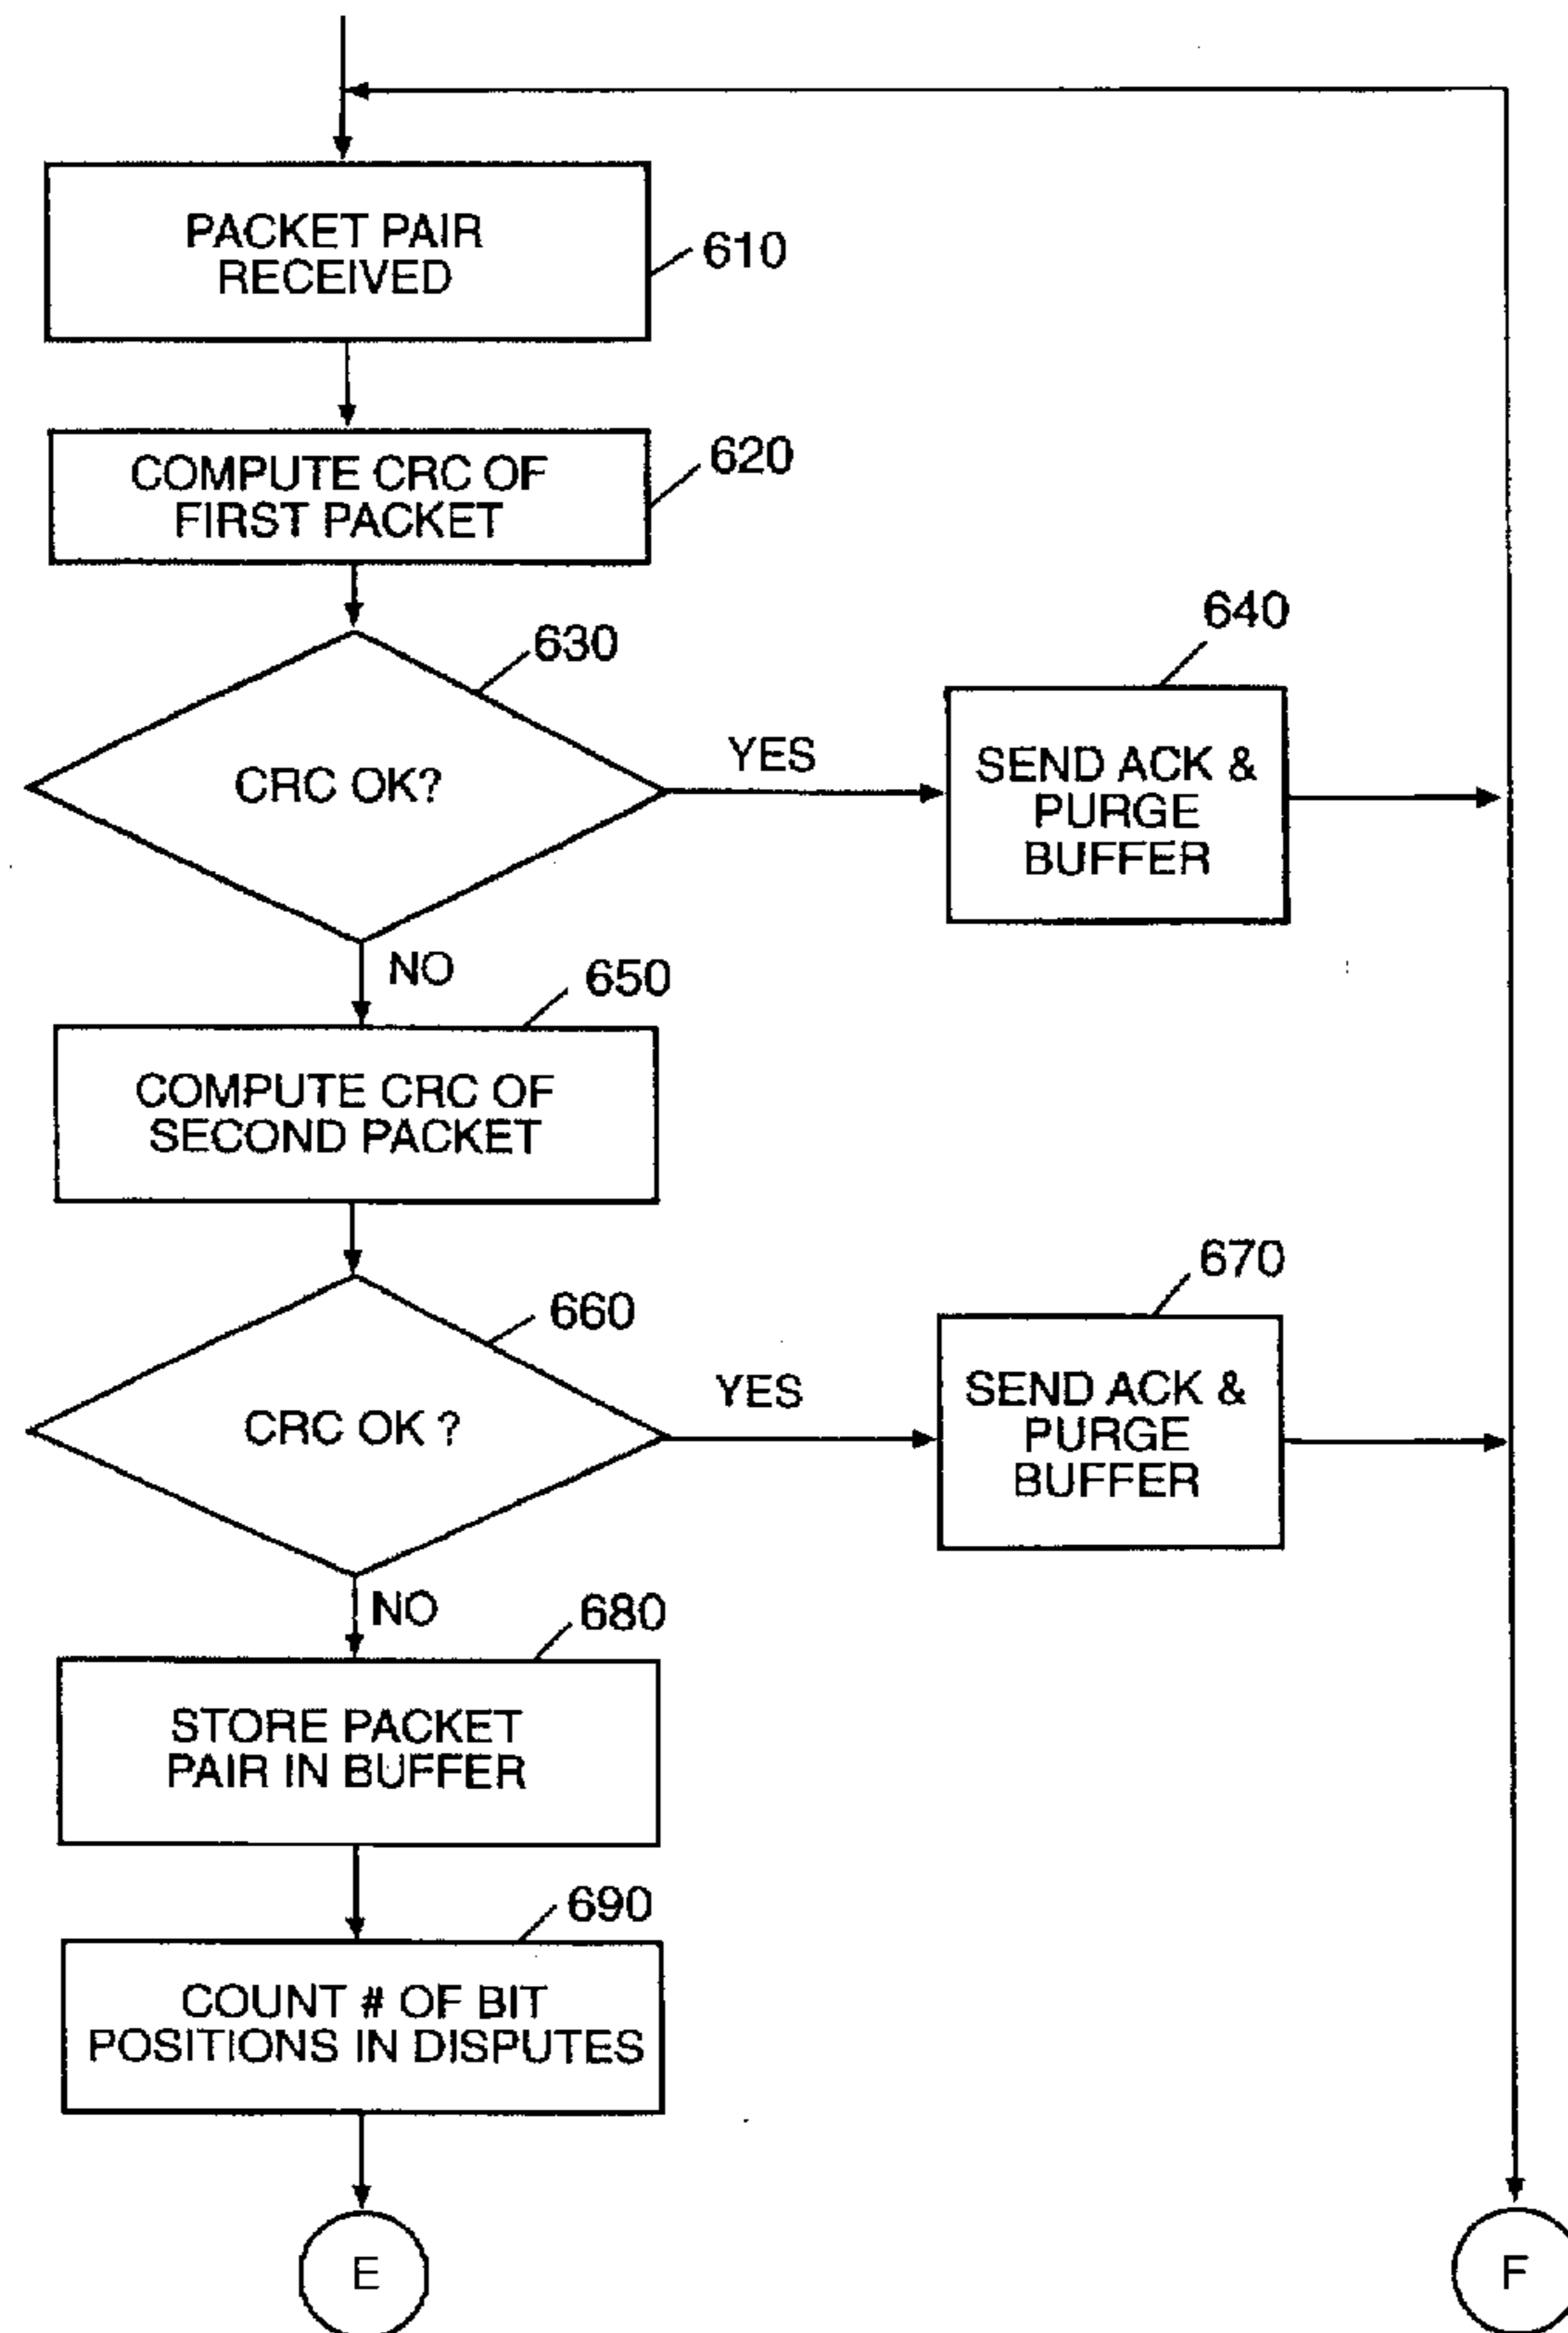 PACKET PAIR
RECEIVED
610
COMPUTE CRC OF
FIRST PACKET
620
630
CRC OK?
YES
640
SEND ACK &
PURGE
BUFFER
NO
650
COMPUTE CRC OF
SECOND PACKET
660
CRC OK ?
YES
670
SEND ACK &
PURGE
BUFFER
NO
680
STORE PACKET
PAIR IN BUFFER
690
COUNT # OF BIT
POSITIONS IN DISPUTES
E
F